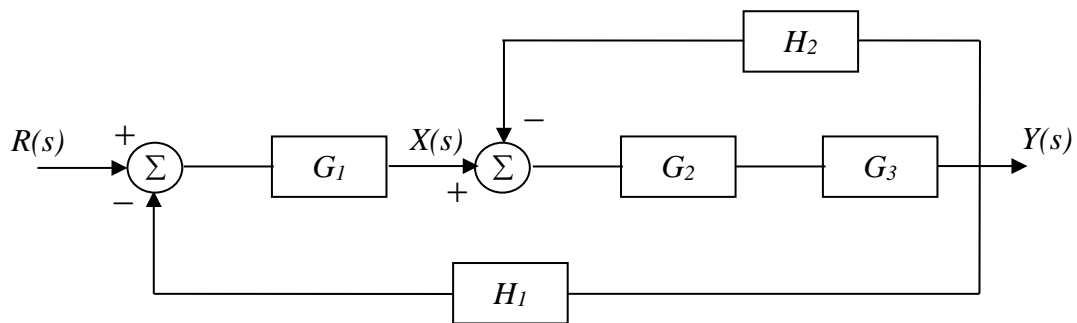 H2
−
+
R(s)
Σ
G1
X(s)
Σ
G2
G3
Y(s)
−
+
H1